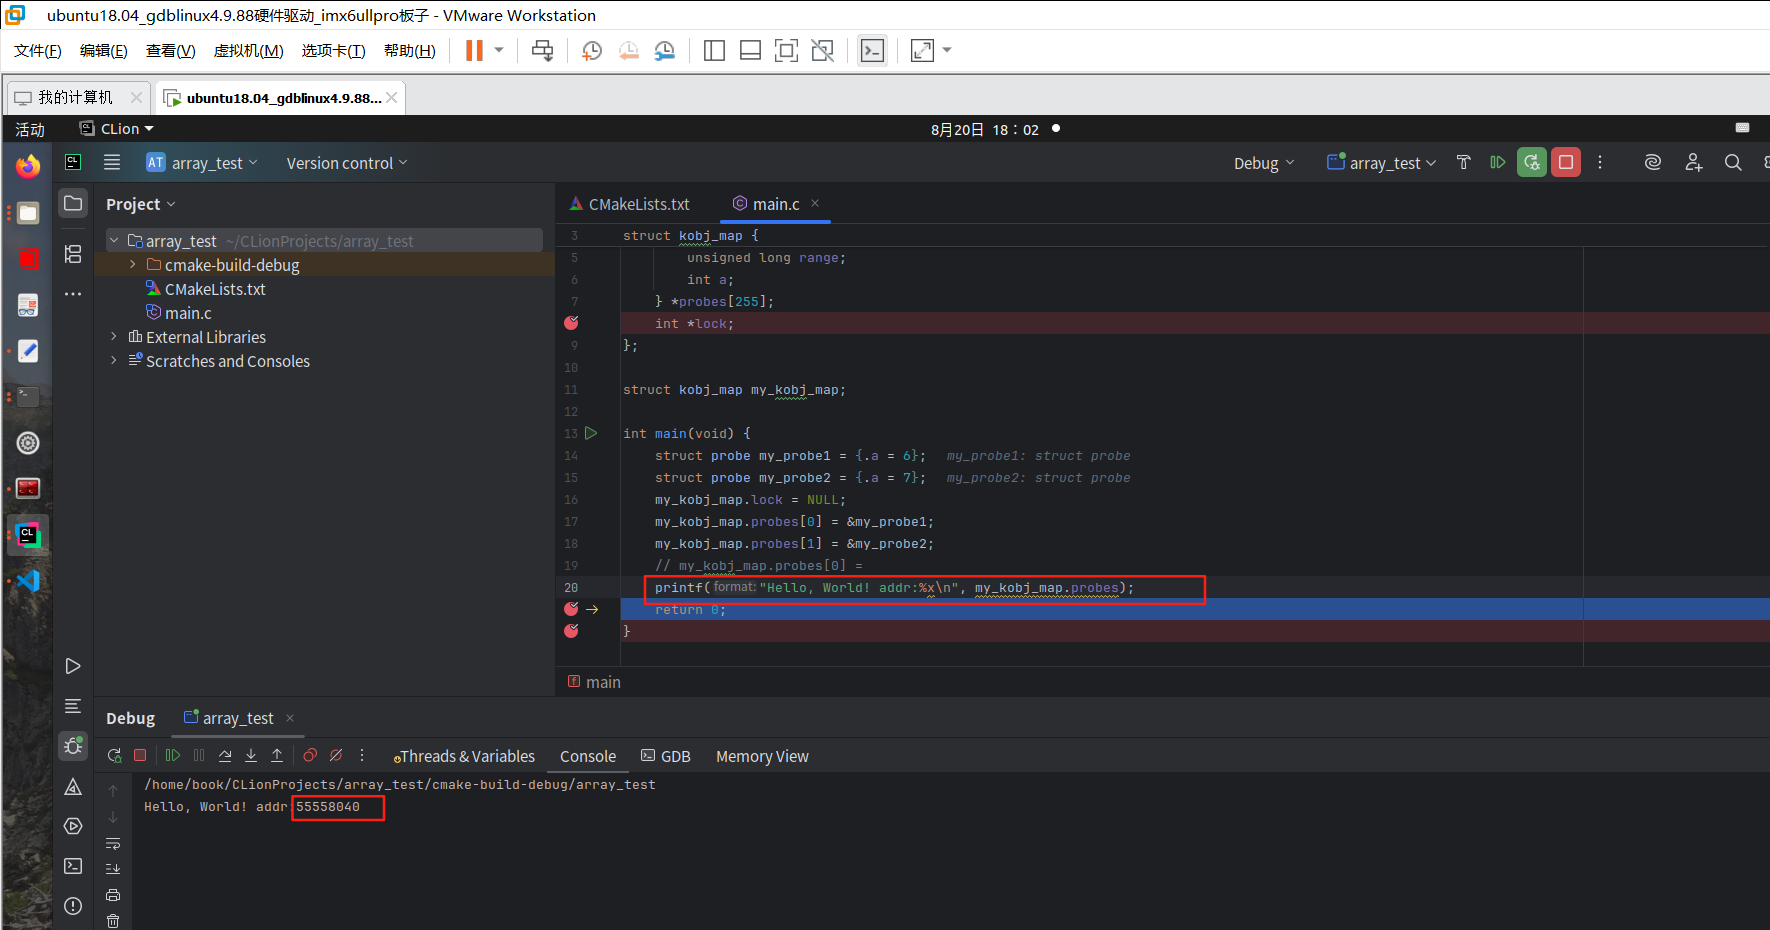 ubuntu18.04_gdblinux4.9.88硬件驱动_imx6ullpro板子 - VMware Workstation
文件(F) 编辑(E) 查看(V) 虚拟机(M) 选项卡(T) 帮助(H)
我的计算机
ubuntu18.04_gdblinux4.9.88...
活动 CLion 8月20日 18：02
CL AT array_test Version control Debug array_test
Project
array_test ~/CLionProjects/array_test
cmake-build-debug
CMakeLists.txt
main.c
External Libraries
Scratches and Consoles
CMakeLists.txt main.c
3 struct kobj_map {
5 unsigned long range;
6 int a;
7 } *probes[255];
int *lock;
9 };
10
11 struct kobj_map my_kobj_map;
12
13 int main(void) {
14 struct probe my_probe1 = {.a = 6}; my_probe1: struct probe
15 struct probe my_probe2 = {.a = 7}; my_probe2: struct probe
16 my_kobj_map.lock = NULL;
17 my_kobj_map.probes[0] = &my_probe1;
18 my_kobj_map.probes[1] = &my_probe2;
19 // my_kobj_map.probes[0] =
20 printf(format: "Hello, World! addr:%x\n", my_kobj_map.probes);
return 0;
}
f main
Debug array_test
Threads & Variables Console GDB Memory View
/home/book/CLionProjects/array_test/cmake-build-debug/array_test
Hello, World! addr:55558040